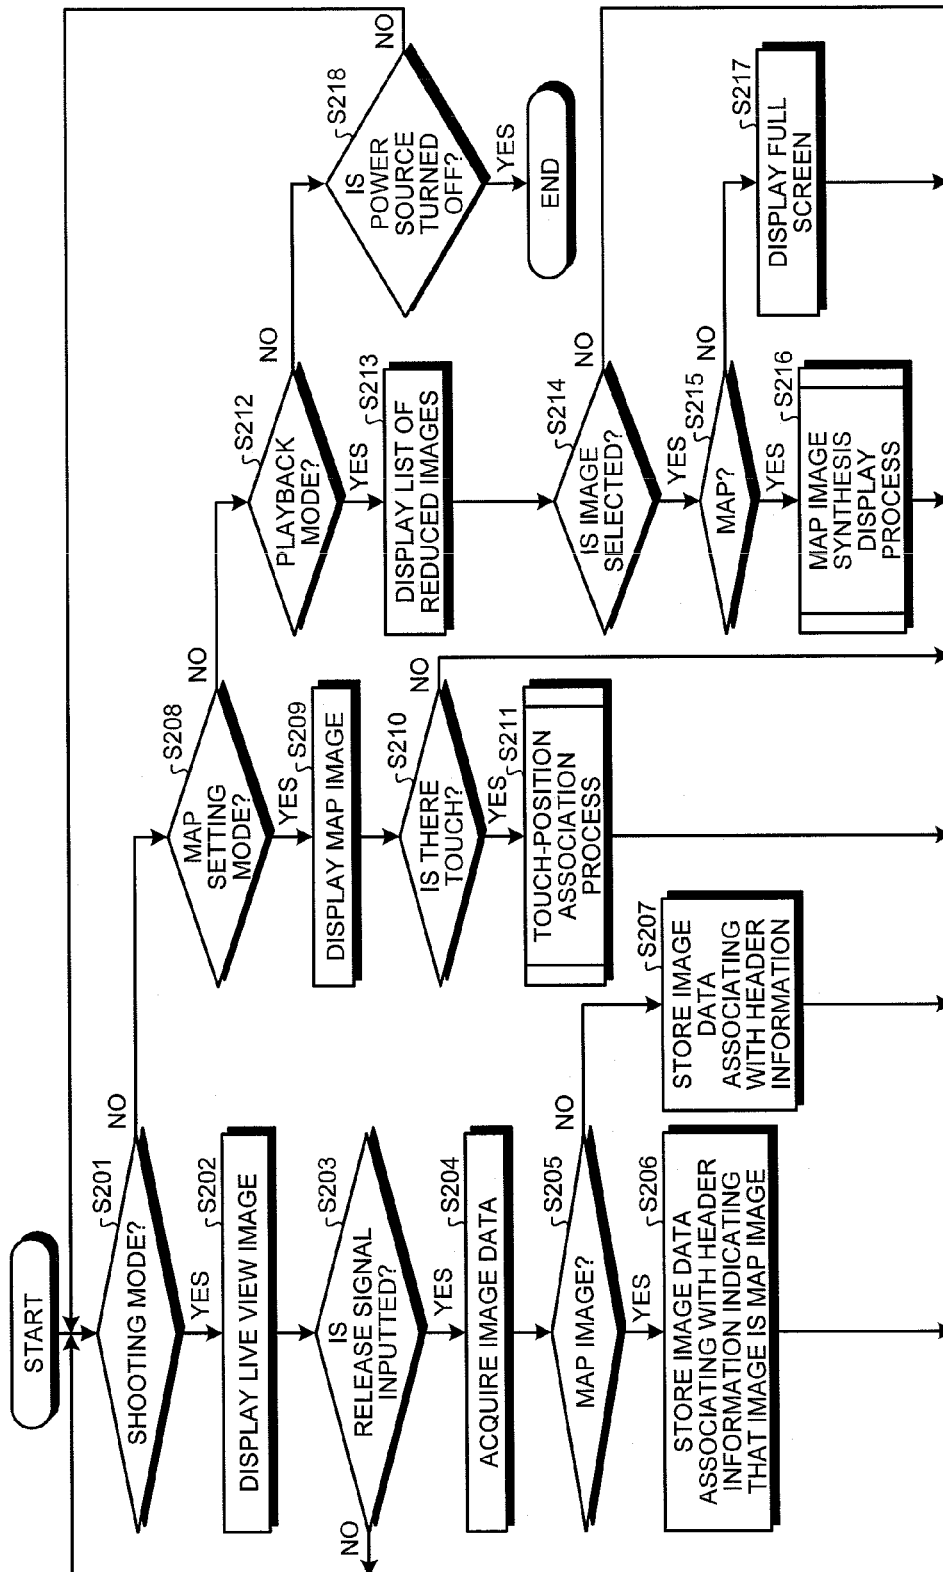 START
S201
SHOOTING MODE?
NO
YES
S202
DISPLAY LIVE VIEW IMAGE
S203
IS
RELEASE SIGNAL
INPUTTED?
NO
YES
S204
ACQUIRE IMAGE DATA
S205
MAP IMAGE?
NO
YES
S206
STORE IMAGE DATA
ASSOCIATING WITH HEADER
INFORMATION INDICATING
THAT IMAGE IS MAP IMAGE
S207
STORE IMAGE
DATA
ASSOCIATING
WITH HEADER
INFORMATION
S208
MAP
SETTING
MODE?
NO
YES
S209
DISPLAY MAP IMAGE
S210
IS THERE
TOUCH?
NO
YES
S211
TOUCH-POSITION
ASSOCIATION
PROCESS
S212
PLAYBACK
MODE?
NO
YES
S213
DISPLAY LIST OF
REDUCED IMAGES
S214
IS IMAGE
SELECTED?
NO
YES
S215
MAP?
NO
YES
S216
MAP IMAGE
SYNTHESIS
DISPLAY
PROCESS
S217
DISPLAY FULL
SCREEN
S218
IS
POWER
SOURCE
TURNED
OFF?
NO
YES
END